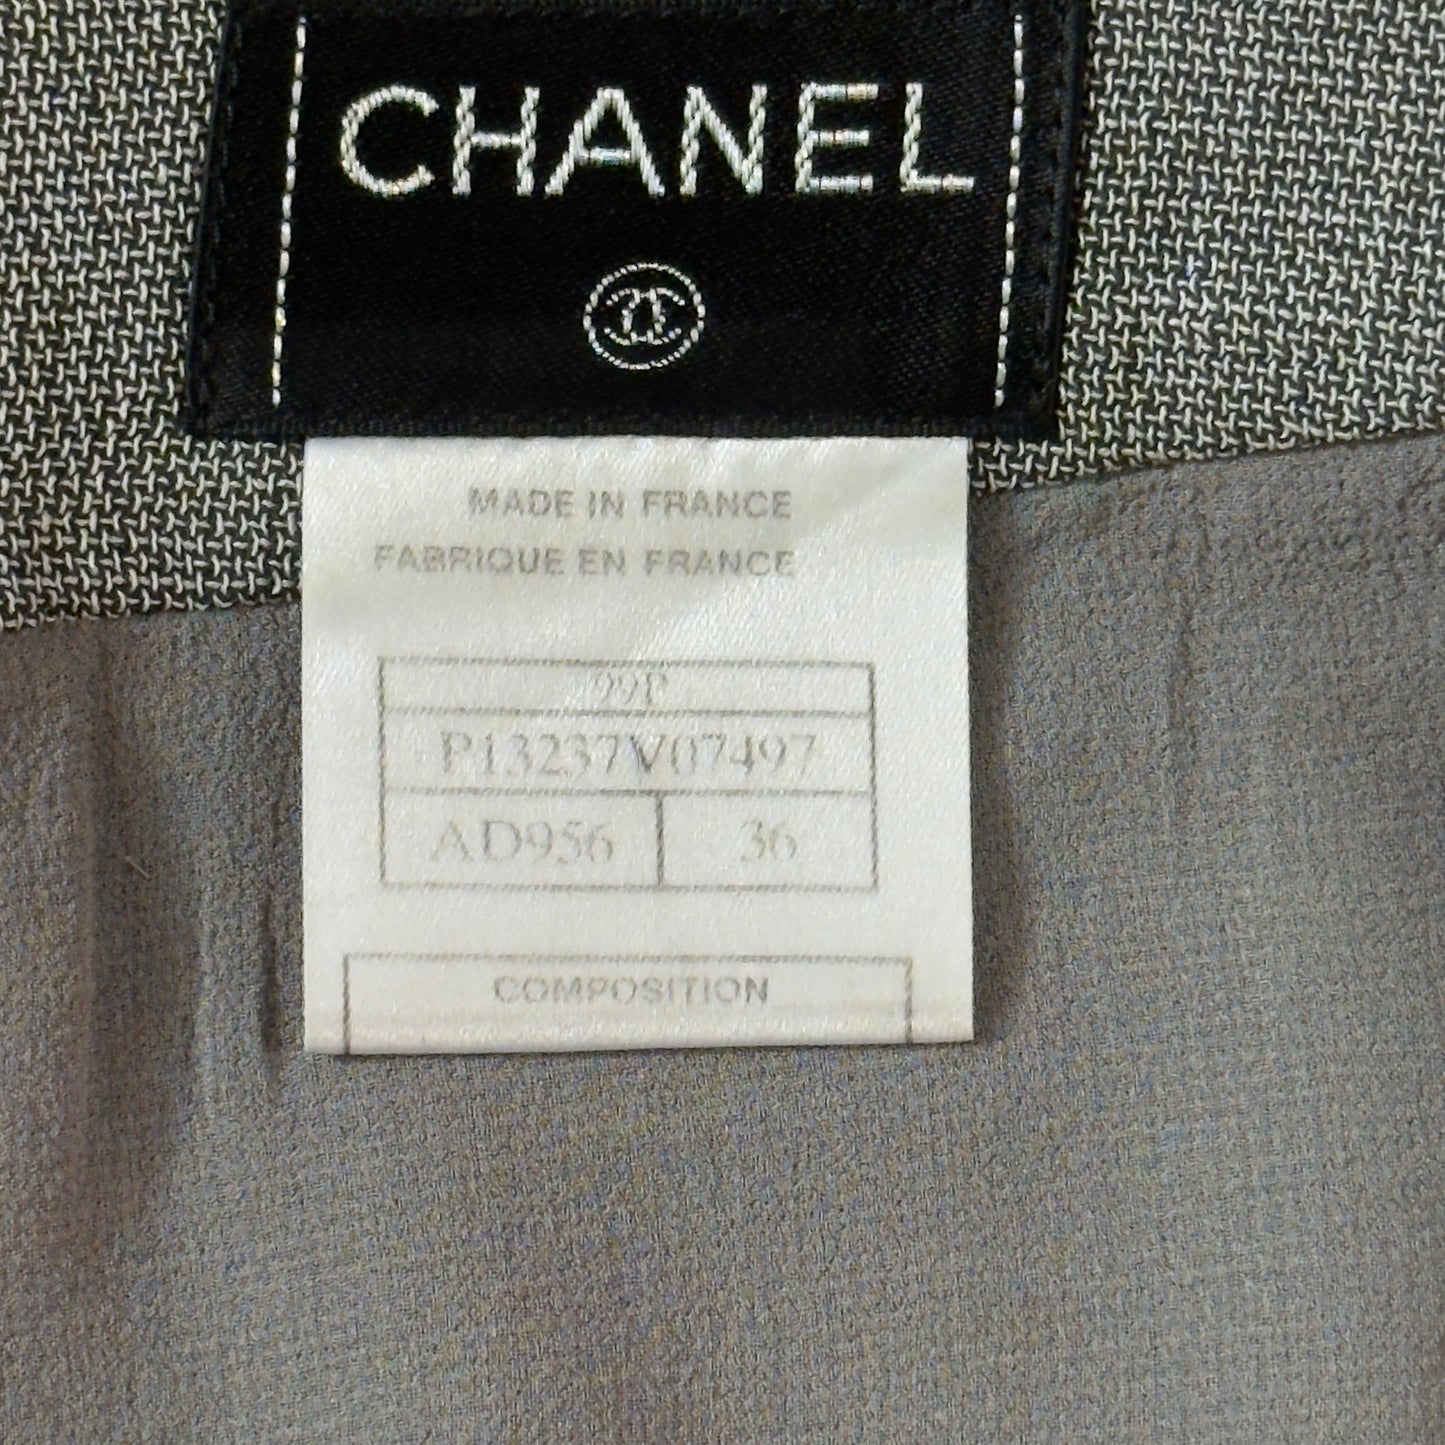 CHANEL
MADE IN FRANCE
FABRIQUE EN FRANCE
99P
P13237V07497
AD956 36
COMPOSITION